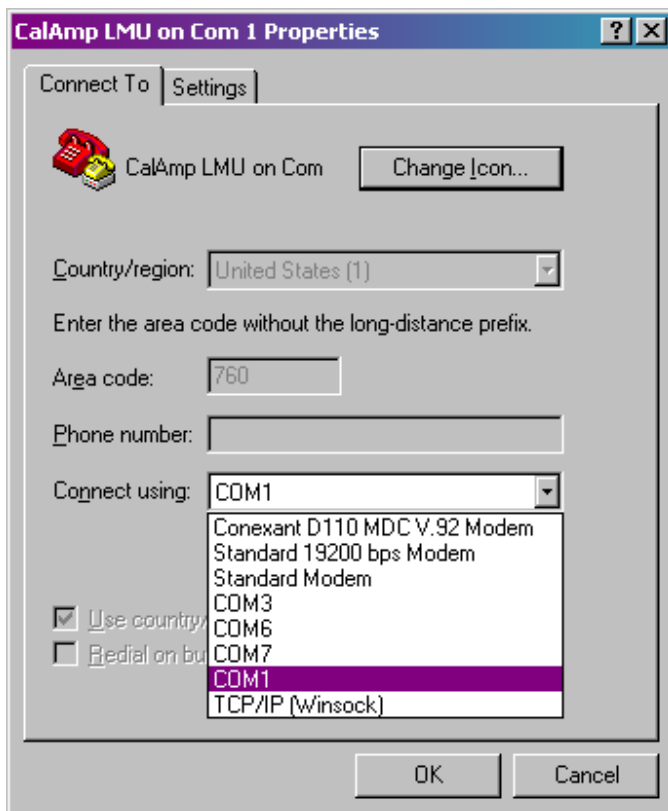 CalAmp LMU on Com 1 Properties
Connect To Settings
CalAmp LMU on Com Change Icon...
Country/region: United States (1)
Enter the area code without the long-distance prefix.
Area code: 760
Phone number:
Connect using: COM1
Conexant D110 MDC V.92 Modem
Standard 19200 bps Modem
Standard Modem
COM3
Use country/
COM6
COM7
Redial on bu
COM1
TCP/IP (Winsock)
OK Cancel